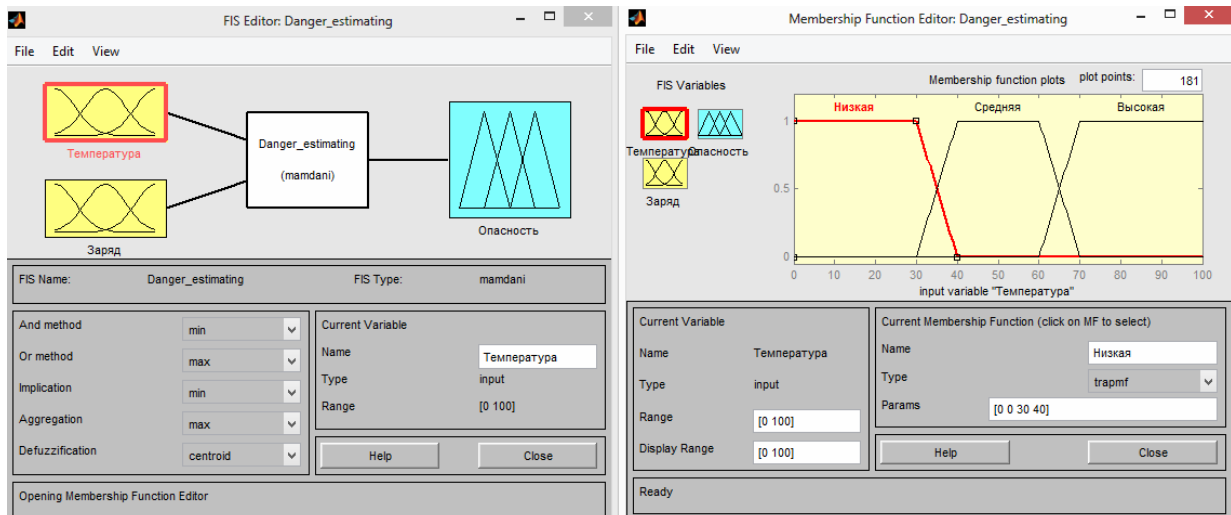 FIS Editor: Danger_estimating
File Edit View
Температура
Danger_estimating
(mamdani)
Заряд
Опасность
FIS Name: Danger_estimating FIS Type: mamdani
And method min
Or method max
Implication min
Aggregation max
Defuzzification centroid
Current Variable
Name Температура
Type input
Range [0 100]
Help Close
Opening Membership Function Editor
Membership Function Editor: Danger_estimating
File Edit View
FIS Variables
Температура
Опасность
Заряд
Membership function plots plot points: 181
Низкая Средняя Высокая
1
0.5
0
0 10 20 30 40 50 60 70 80 90 100
input variable "Температура"
Current Variable
Name Температура
Type input
Range [0 100]
Display Range [0 100]
Current Membership Function (click on MF to select)
Name Низкая
Type trapmf
Params [0 0 30 40]
Help Close
Ready